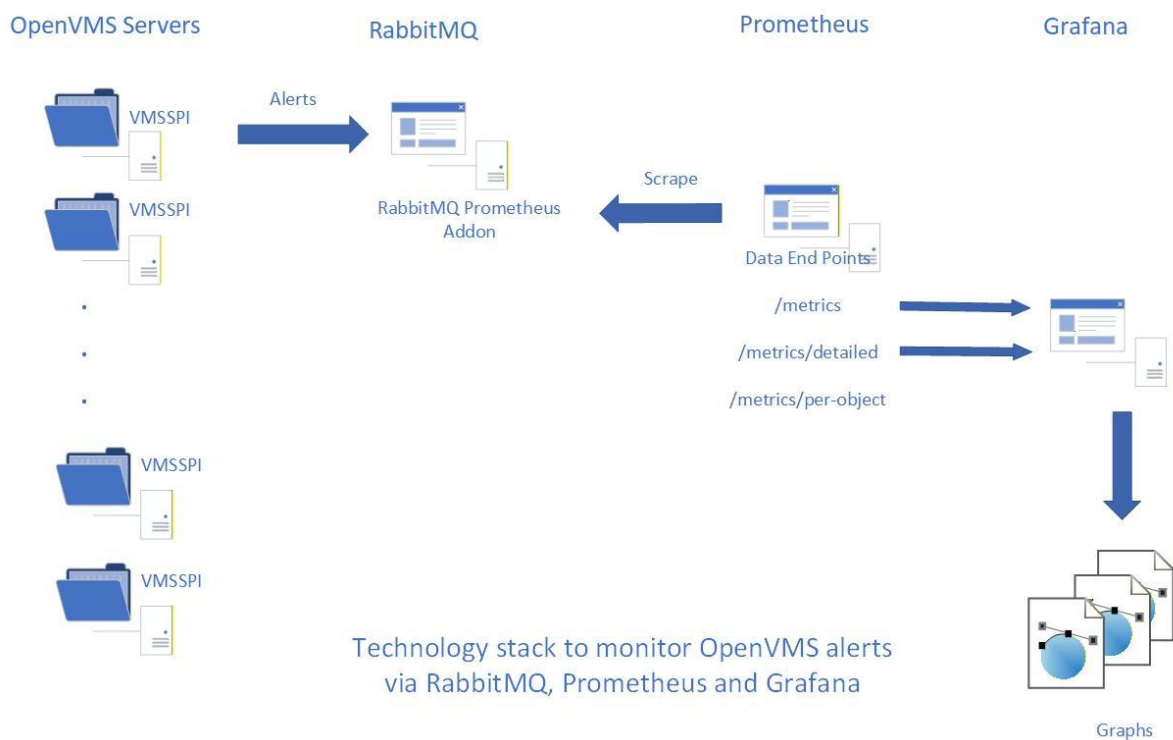 OpenVMS Servers
RabbitMQ
Prometheus
Grafana
VMSSPI
Alerts
VMSSPI
Scrape
RabbitMQ Prometheus
Addon
Data End Points
/metrics
/metrics/detailed
/metrics/per-object
VMSSPI
VMSSPI
Technology stack to monitor OpenVMS alerts
via RabbitMQ, Prometheus and Grafana
Graphs